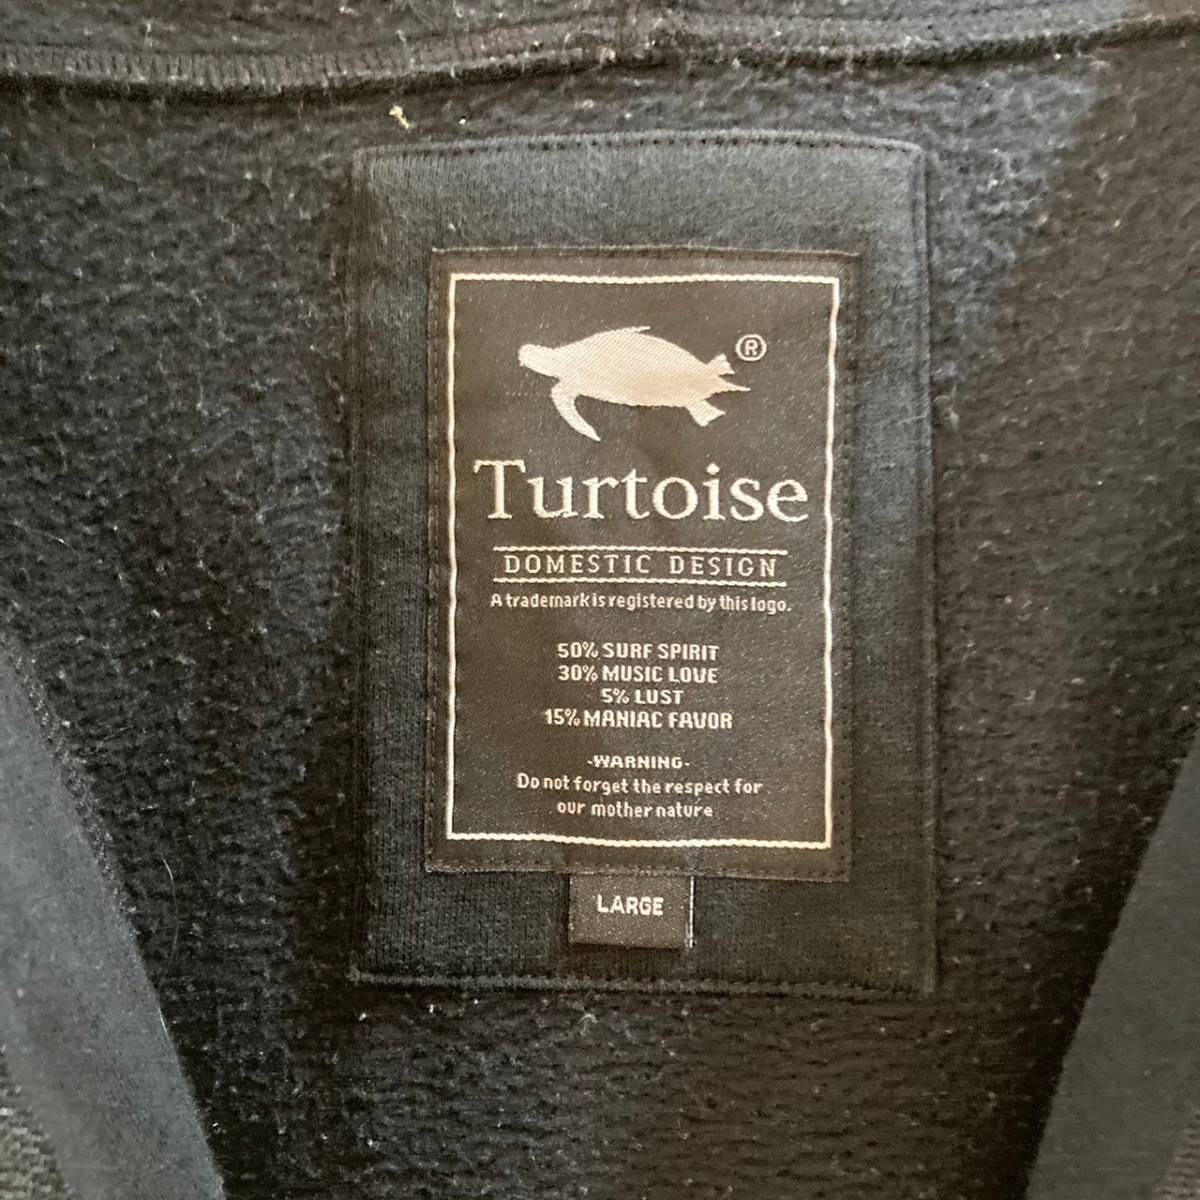 ®
Turtoise
DOMESTIC DESIGN
A trademark is registered by this logo.
50% SURF SPIRIT
30% MUSIC LOVE
5% LUST
15% MANIAC FAVOR
-WARNING-
Do not forget the respect for
our mother nature
LARGE